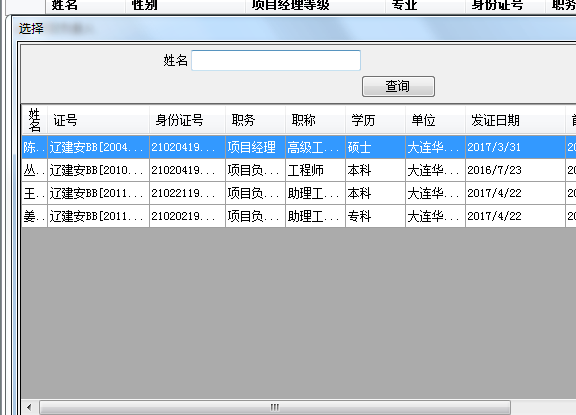 姓名 性别 项目经理等级 专业 身份证号 职务
选择
姓名
查询
姓名 证号 身份证号 职务 职称 学历 单位 发证日期
陈... 辽建安BB[2004... 21020419... 项目经理 高级工... 硕士 大连华... 2017/3/31
丛... 辽建安BB[2010... 21020419... 项目负... 工程师 本科 大连华... 2016/7/23
王... 辽建安BB[2011... 21022119... 项目负... 助理工... 本科 大连华... 2017/4/22
姜... 辽建安BB[2011... 21020219... 项目负... 助理工... 专科 大连华... 2017/4/22